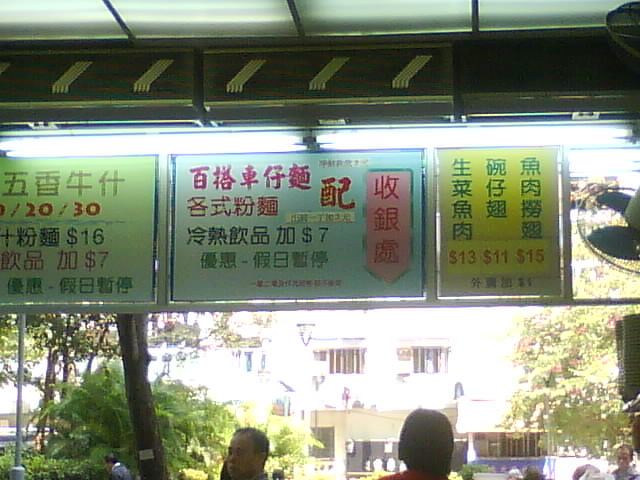 五香牛什
/20/30
什粉麵 $16
飲品 加 $7
優惠 - 假日暫停
百搭車仔麵
各式粉麵
配
冷熱飲品 加 $7
優惠 - 假日暫停
收銀處
生菜魚肉
碗仔翅
魚肉撈翅
$13 $11 $15
外賣加 $1